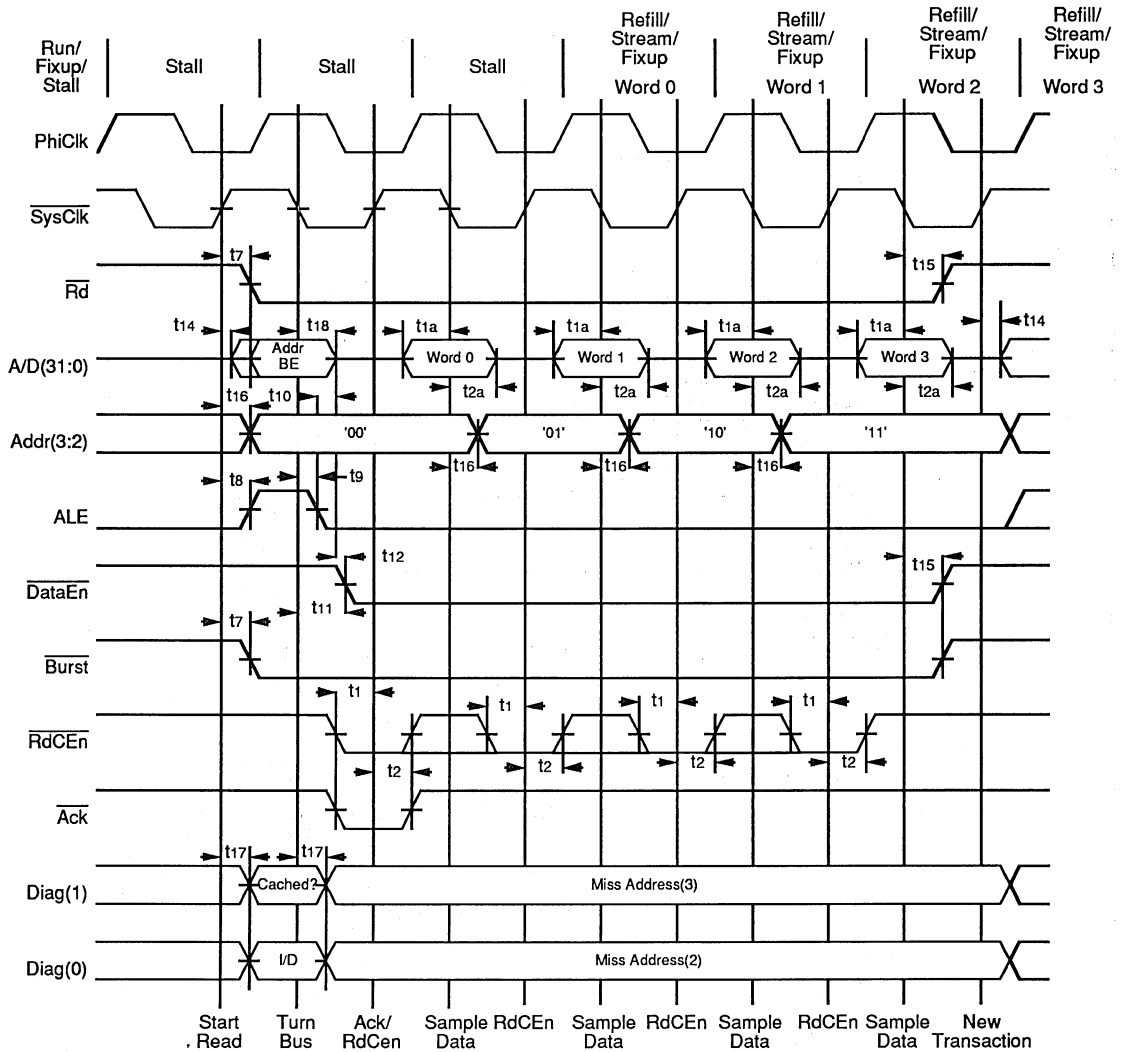 Run/
Fixup/
Stall
Stall
Stall
Stall
Refill/
Stream/
Fixup
Word 0
Refill/
Stream/
Fixup
Word 1
Refill/
Stream/
Fixup
Word 2
Refill/
Stream/
Fixup
Word 3
PhiClk
SysClk
t7
t15
Rd
t14
t18
t1a
t1a
t1a
t1a
t14
A/D(31:0)
Addr
BE
Word 0
Word 1
Word 2
Word 3
t2a
t2a
t2a
t2a
t16
t10
Addr(3:2)
'00'
'01'
'10'
'11'
t16
t16
t16
t8
t9
ALE
t12
t15
DataEn
t11
t7
Burst
t1
t1
t1
t1
RdCEn
t2
t2
t2
t2
Ack
t17
t17
Diag(1)
Cached?
Miss Address(3)
Diag(0)
I/D
Miss Address(2)
Start
Read
Turn
Bus
Ack/
RdCen
Sample
Data
RdCEn
Sample
Data
RdCEn
Sample
Data
RdCEn
Sample
Data
New
Transaction